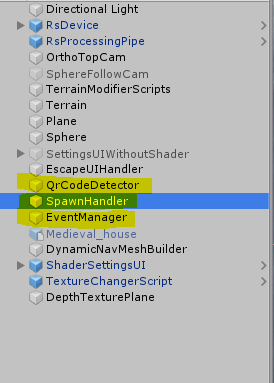 Directional Light
RsDevice
RsProcessingPipe
OrthoTopCam
SphereFollowCam
TerrainModifierScripts
Terrain
Plane
Sphere
SettingsUIWithoutShader
EscapeUIHandler
QrCodeDetector
SpawnHandler
EventManager
Medieval_house
DynamicNavMeshBuilder
ShaderSettingsUI
TextureChangerScript
DepthTexturePlane